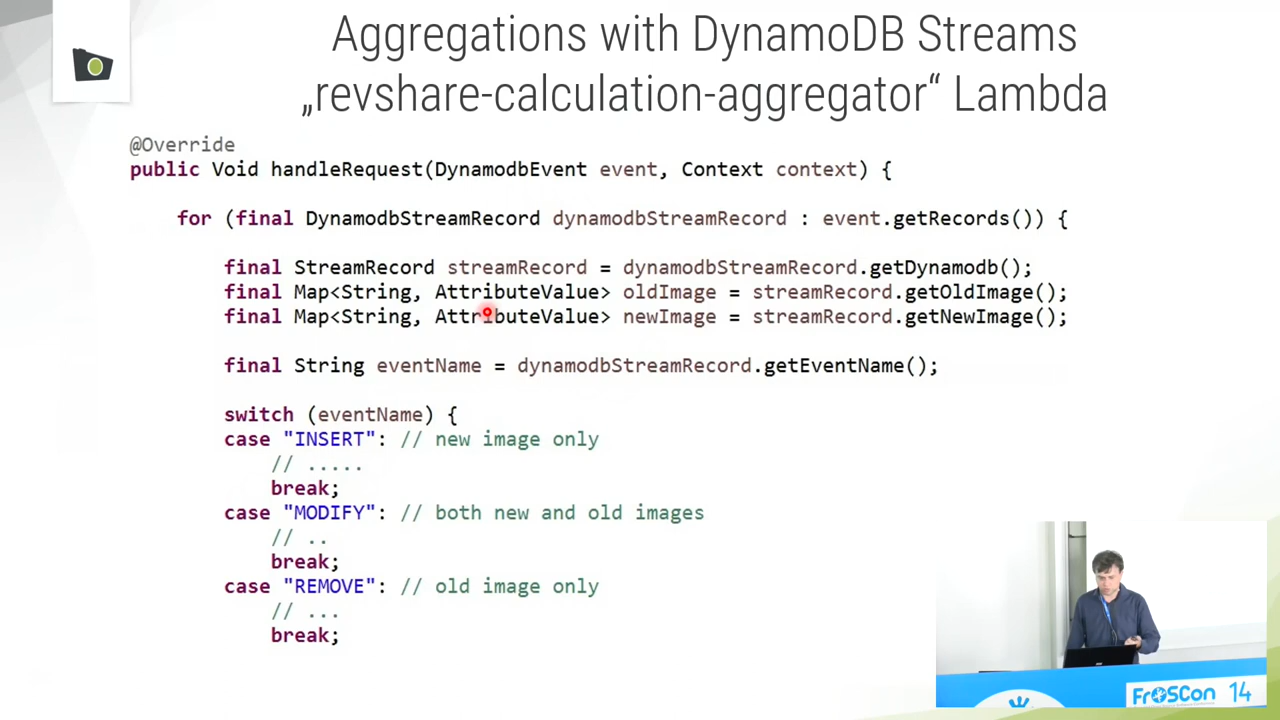 Aggregations with DynamoDB Streams
„revshare-calculation-aggregator“ Lambda
@Override
public Void handleRequest(DynamodbEvent event, Context context) {
for (final DynamodbStreamRecord dynamodbStreamRecord : event.getRecords()) {
final StreamRecord streamRecord = dynamodbStreamRecord.getDynamodb();
final Map<String, AttributeValue> oldImage = streamRecord.getOldImage();
final Map<String, AttributeValue> newImage = streamRecord.getNewImage();
final String eventName = dynamodbStreamRecord.getEventName();
switch (eventName) {
case "INSERT": // new image only
// .....
break;
case "MODIFY": // both new and old images
// ..
break;
case "REMOVE": // old image only
// ...
break;
FrOSCon 14